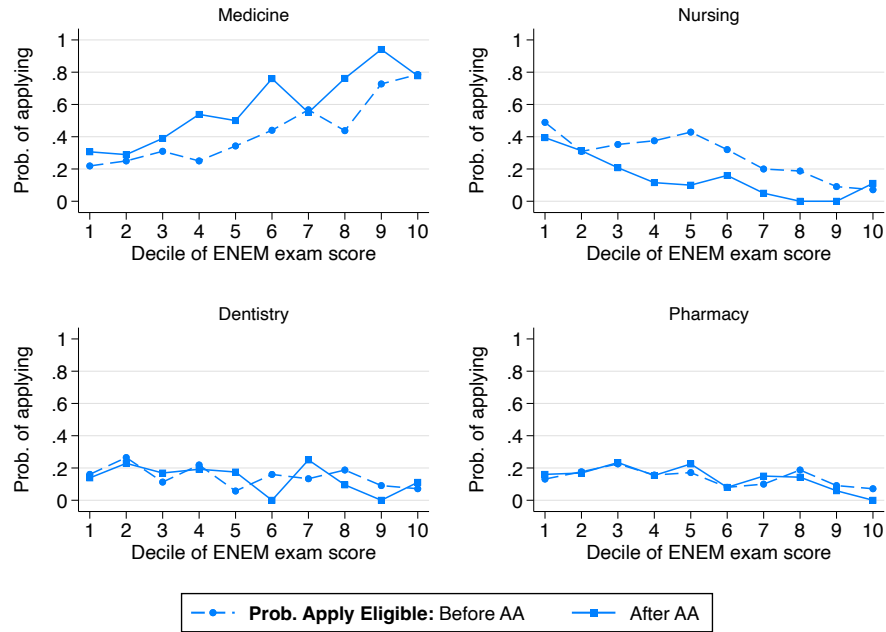 Medicine
Prob. of applying
1
.8
.6
.4
.2
0
1 2 3 4 5 6 7 8 9 10
Decile of ENEM exam score
Nursing
Prob. of applying
1
.8
.6
.4
.2
0
1 2 3 4 5 6 7 8 9 10
Decile of ENEM exam score
Dentistry
Prob. of applying
1
.8
.6
.4
.2
0
1 2 3 4 5 6 7 8 9 10
Decile of ENEM exam score
Pharmacy
Prob. of applying
1
.8
.6
.4
.2
0
1 2 3 4 5 6 7 8 9 10
Decile of ENEM exam score
Prob. Apply Eligible: Before AA After AA